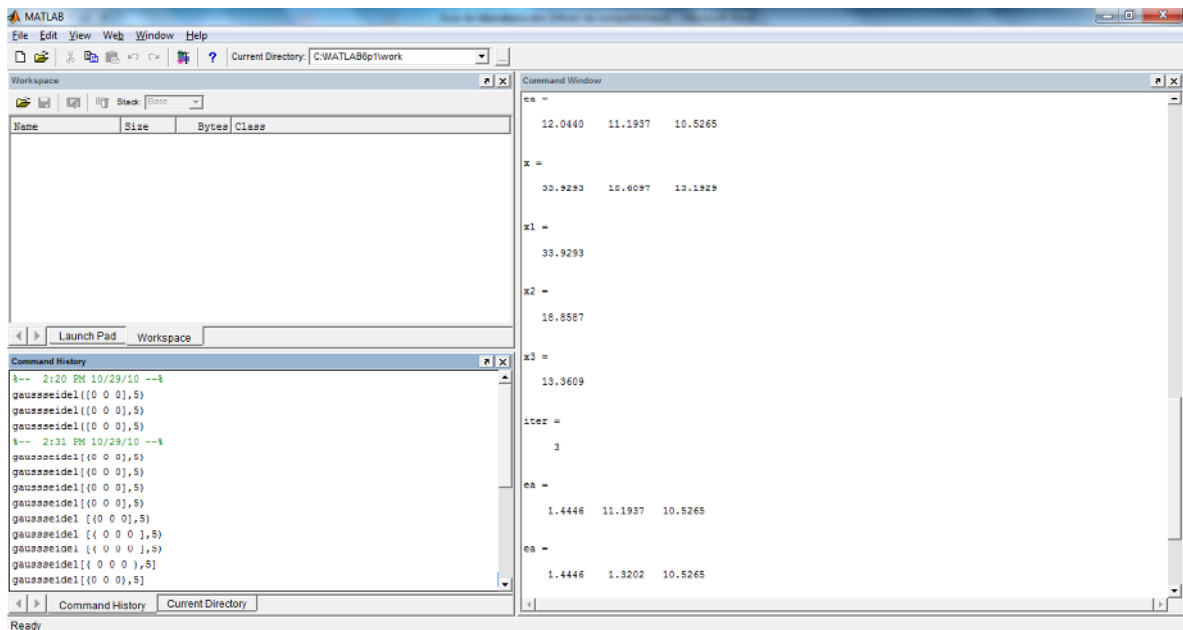 MATLAB
File Edit View Web Window Help
? Current Directory: C:\MATLAB6p1\work ...
Workspace
Stack: Base
Name Size Bytes Class
Launch Pad Workspace
Command History
%-- 2:20 PM 10/29/10 --%
gaussseidel([0 0 0],5)
gaussseidel([0 0 0],5)
gaussseidel([0 0 0],5)
%-- 2:31 PM 10/29/10 --%
gaussseidel[(0 0 0],5)
gaussseidel[(0 0 0],5)
gaussseidel[(0 0 0],5)
gaussseidel[(0 0 0],5)
gaussseidel [(0 0 0],5)
gaussseidel [( 0 0 0 ],5)
gaussseidel [( 0 0 0 ],5)
gaussseidel[( 0 0 0 ),5]
gaussseidel[(0 0 0),5]
Command History Current Directory
Ready
Command Window
ea =
12.0440 11.1937 10.5265
x =
33.9293 18.6097 13.1929
x1 =
33.9293
x2 =
18.8587
x3 =
13.3609
iter =
3
ea =
1.4446 11.1937 10.5265
ea =
1.4446 1.3202 10.5265